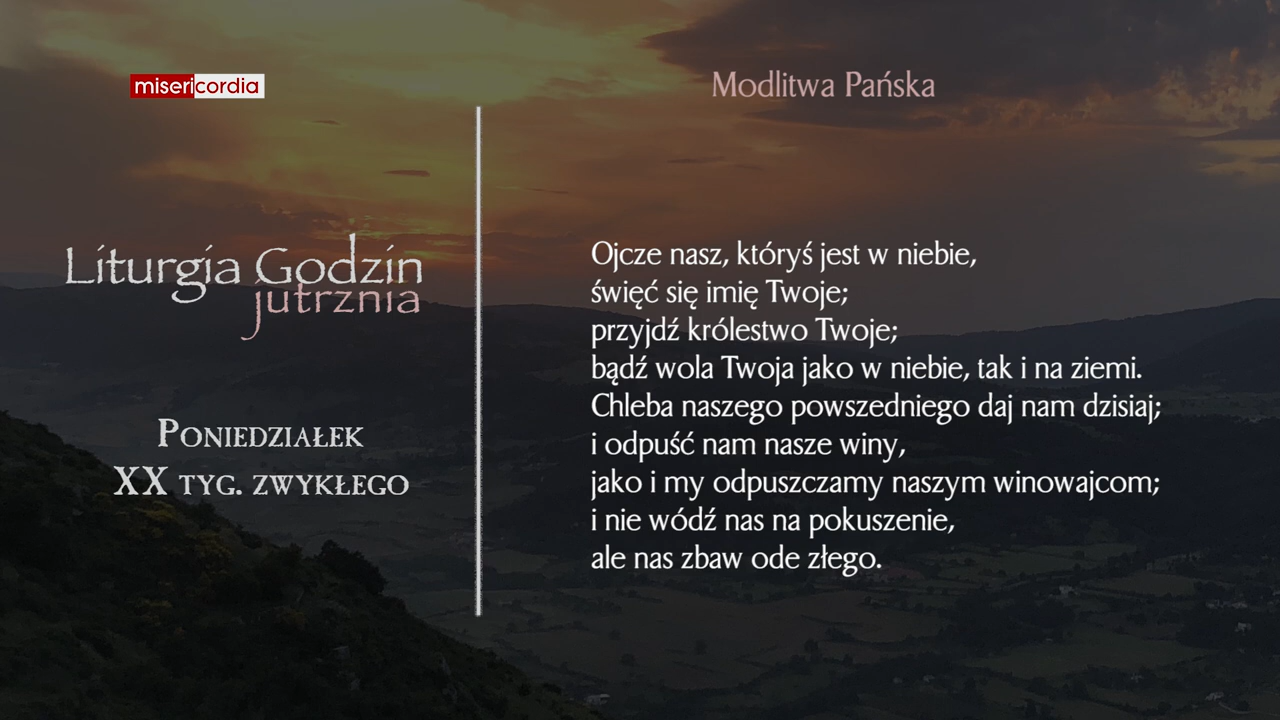 misericordia
Liturgia Godzin
jutrznia
Poniedziałek
XX tyg. zwykłego
Modlitwa Pańska
Ojcze nasz, któryś jest w niebie,
święć się imię Twoje;
przyjdź królestwo Twoje;
bądź wola Twoja jako w niebie, tak i na ziemi.
Chleba naszego powszedniego daj nam dzisiaj;
i odpuść nam nasze winy,
jako i my odpuszczamy naszym winowajcom;
i nie wódź nas na pokuszenie,
ale nas zbaw ode złego.